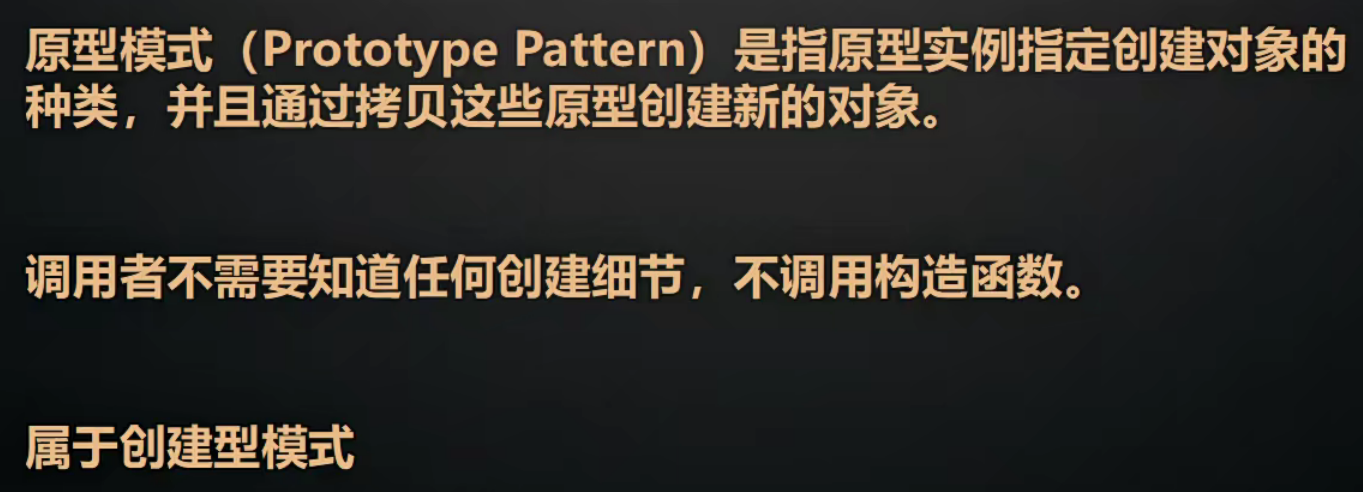 原型模式（Prototype Pattern）是指原型实例指定创建对象的
种类，并且通过拷贝这些原型创建新的对象。
调用者不需要知道任何创建细节，不调用构造函数。
属于创建型模式